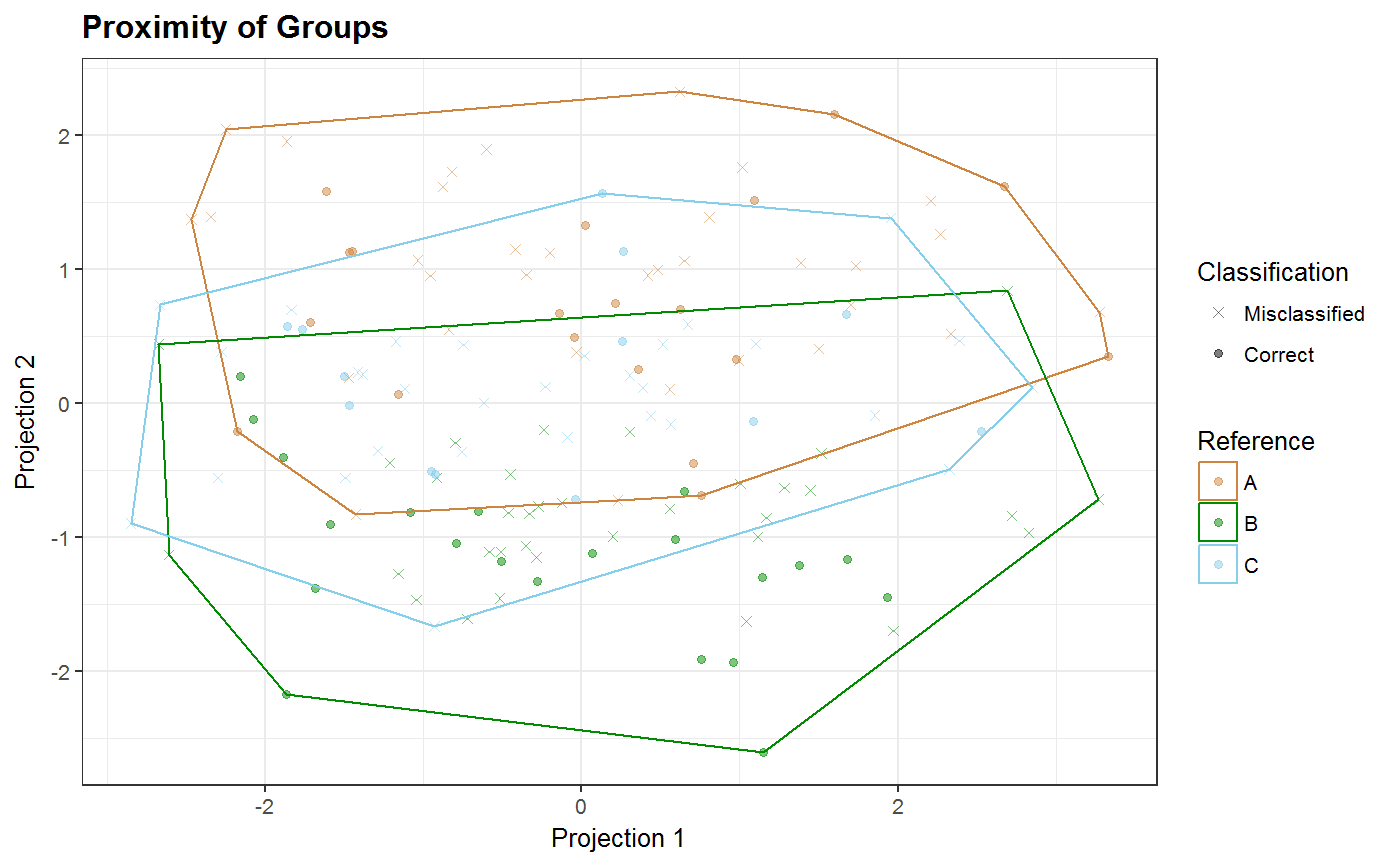 Proximity of Groups
Projection 2
2
1
0
-1
-2
-2
0
2
Projection 1
Classification
Misclassified
Correct
Reference
A
B
C